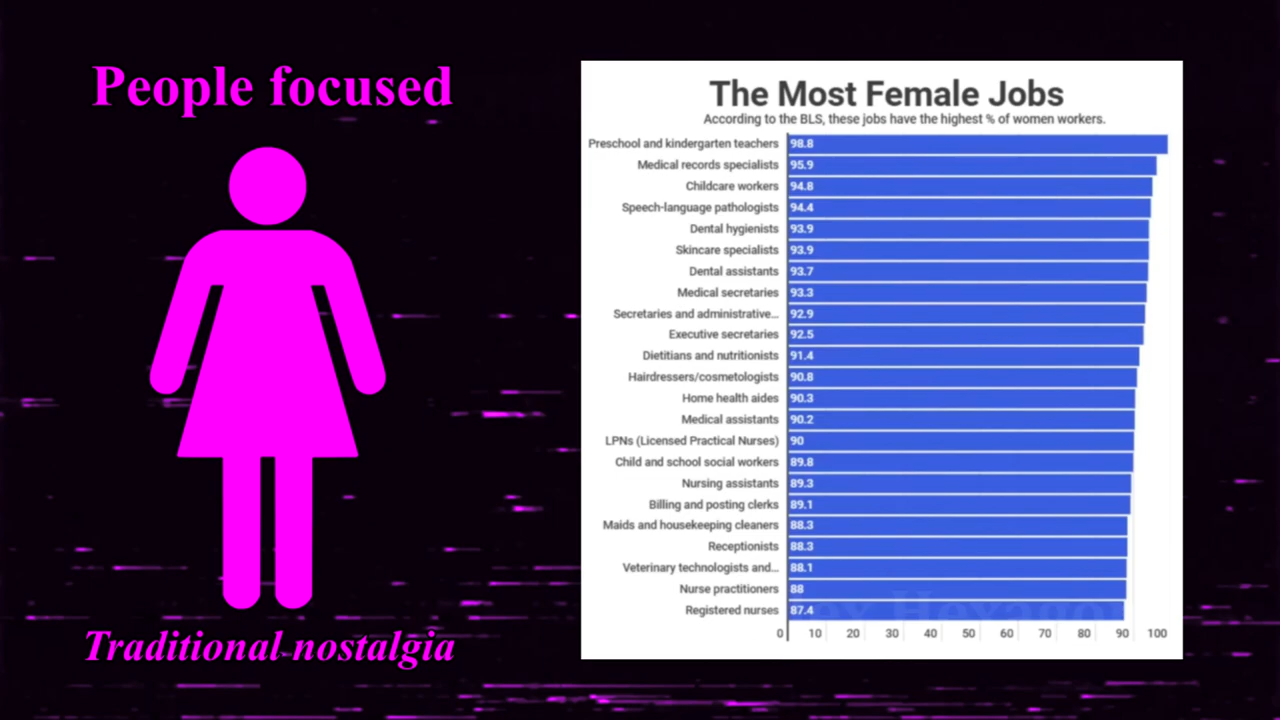 People focused
Traditional nostalgia
The Most Female Jobs
According to the BLS, these jobs have the highest % of women workers.
Preschool and kindergarten teachers 98.8
Medical records specialists 95.9
Childcare workers 94.8
Speech-language pathologists 94.4
Dental hygienists 93.9
Skincare specialists 93.9
Dental assistants 93.7
Medical secretaries 93.3
Secretaries and administrative... 92.9
Executive secretaries 92.5
Dietitians and nutritionists 91.4
Hairdressers/cosmetologists 90.8
Home health aides 90.3
Medical assistants 90.2
LPNs (Licensed Practical Nurses) 90
Child and school social workers 89.8
Nursing assistants 89.3
Billing and posting clerks 89.1
Maids and housekeeping cleaners 88.3
Receptionists 88.3
Veterinary technologists and... 88.1
Nurse practitioners 88
Registered nurses 87.4
0 10 20 30 40 50 60 70 80 90 100